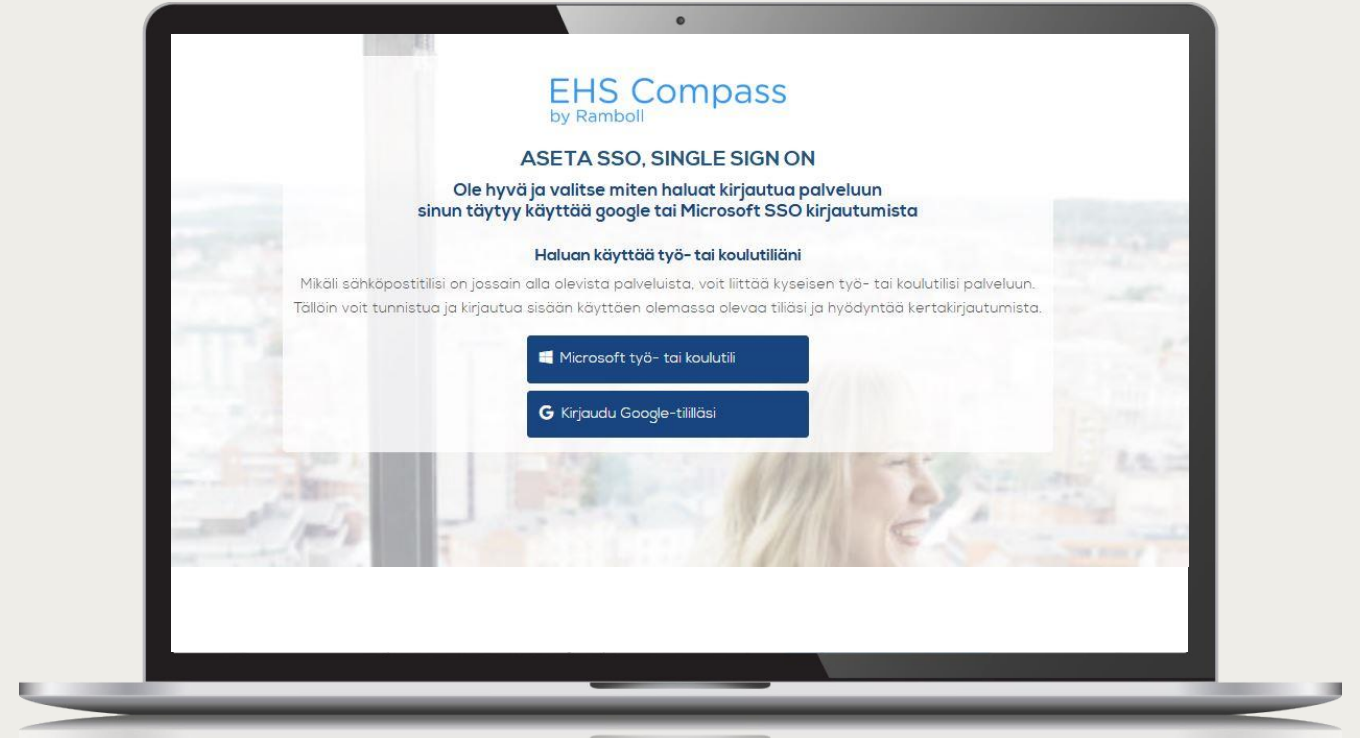 EHS Compass
by Ramboll
ASETA SSO, SINGLE SIGN ON
Ole hyvä ja valitse miten haluat kirjautua palveluun
sinun täytyy käyttää google tai Microsoft SSO kirjautumista
Haluan käyttää työ- tai koulutiliäni
Mikäli sähköpostitilisi on jossain alla olevista palveluista, voit liittää kyseisen työ- tai koulutilisi palveluun.
Tällöin voit tunnistua ja kirjautua sisään käyttäen olemassa olevaa tiliäsi ja hyödyntää kertakirjautumista.
Microsoft työ- tai koulutili
Kirjaudu Google-tililläsi